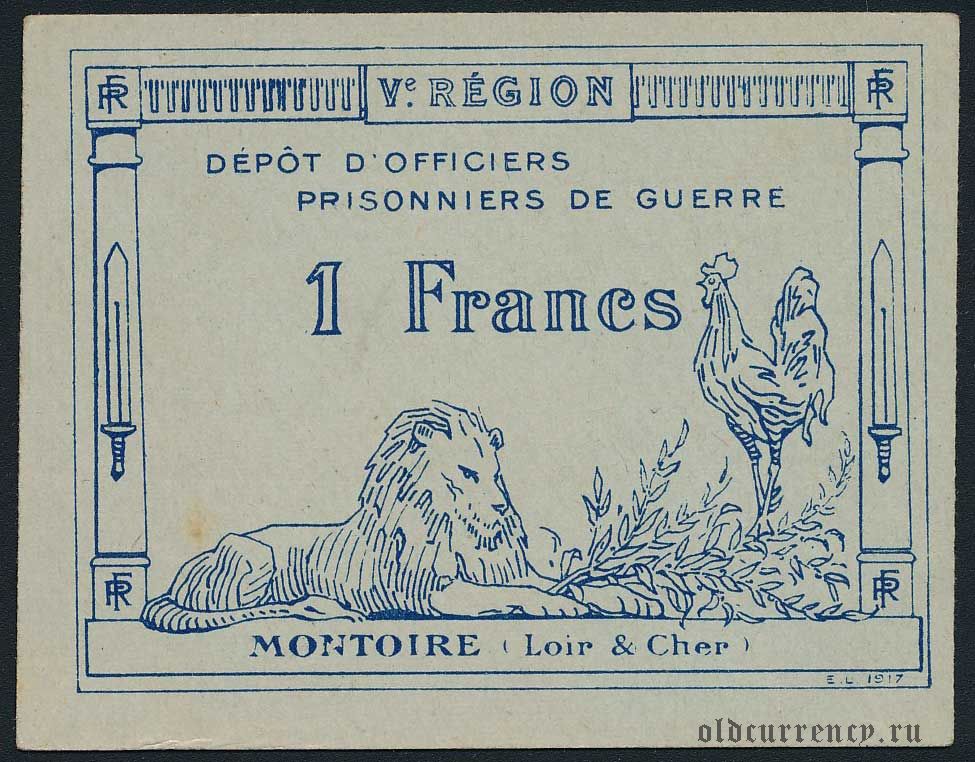 RF
Ve. RÉGION
RF
DÉPÔT D'OFFICIERS
PRISONNIERS DE GUERRE
1 Francs
RF
RF
MONTOIRE (Loir & Cher)
E.L. 1917
oldcurrency.ru